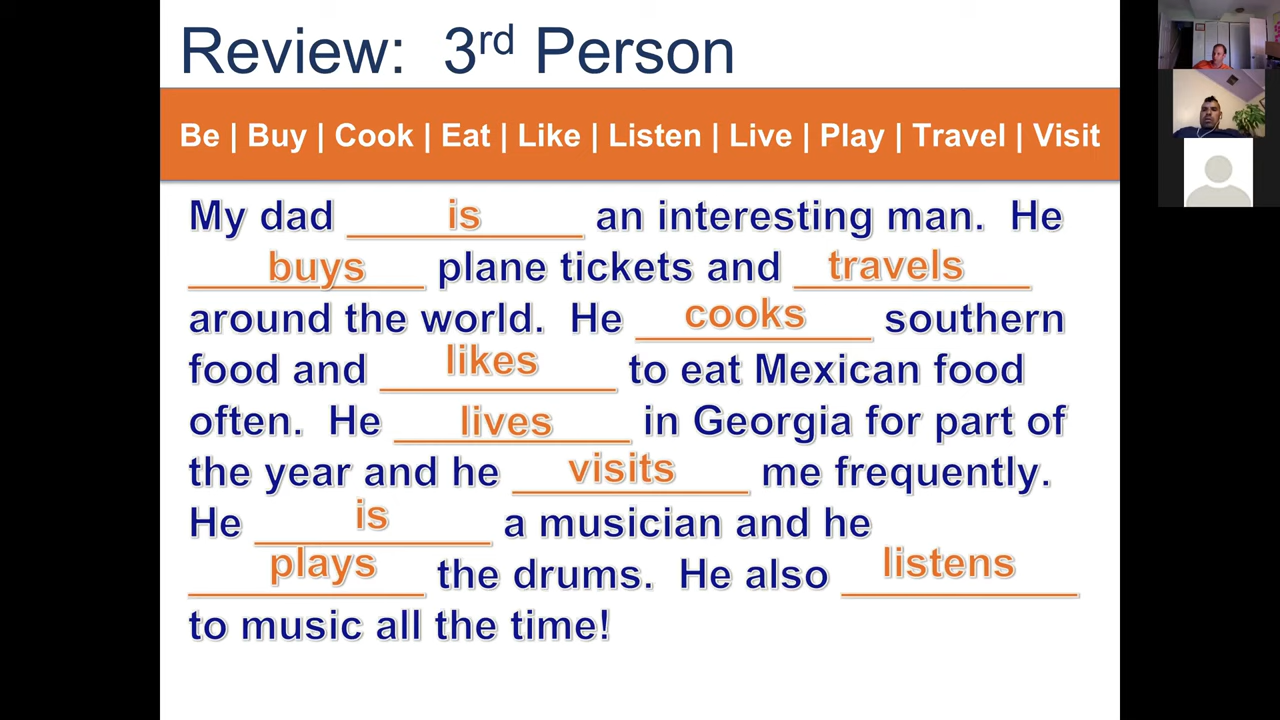 Review: 3rd Person
Be | Buy | Cook | Eat | Like | Listen | Live | Play | Travel | Visit
My dad is an interesting man. He
buys plane tickets and travels
around the world. He cooks southern
food and likes to eat Mexican food
often. He lives in Georgia for part of
the year and he visits me frequently.
He is a musician and he
plays the drums. He also listens
to music all the time!